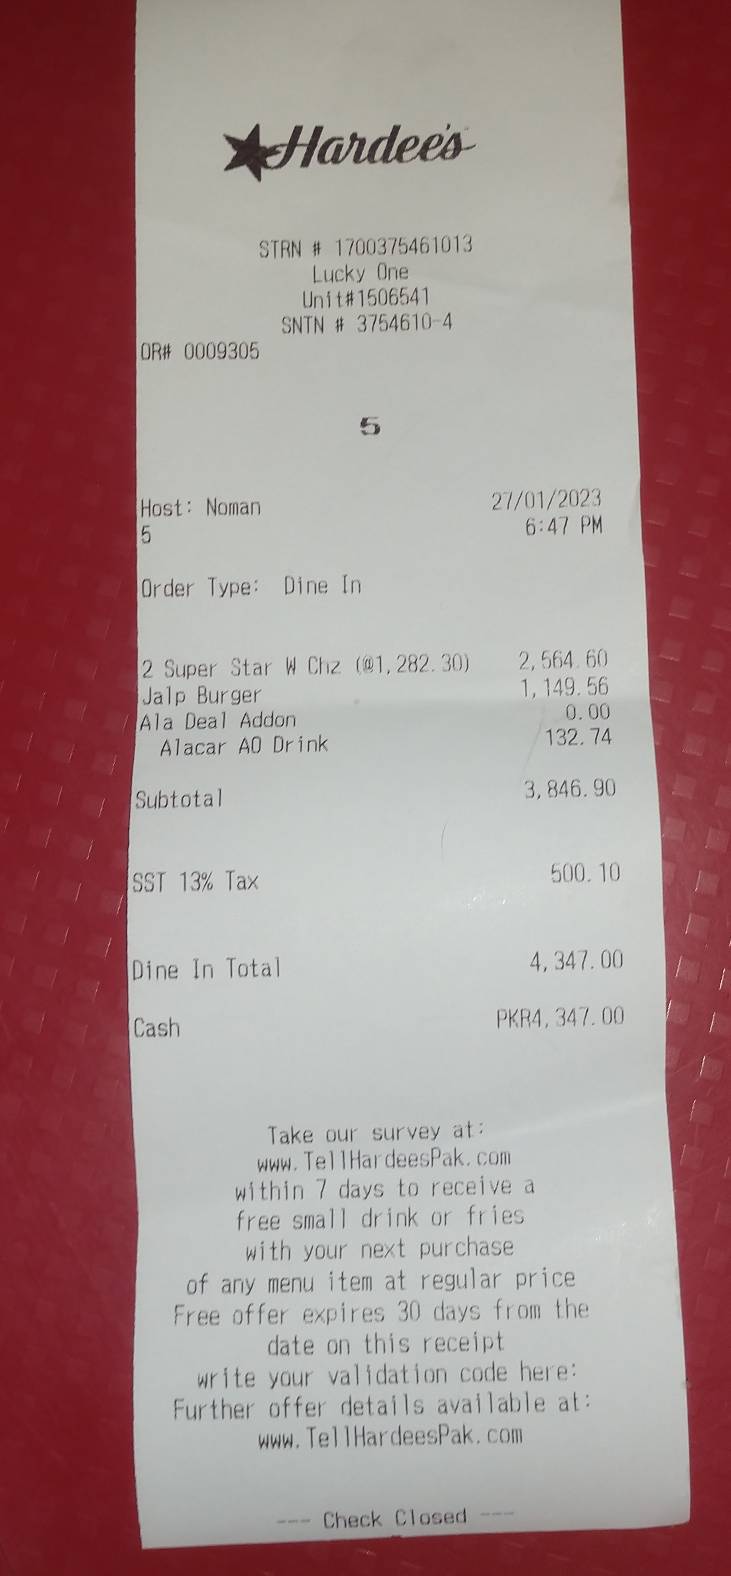 Hardee's
STRN # 1700375461013
Lucky One
Unit#1506541
SNTN # 3754610-4
OR# 0009305
5
Host: Noman 27/01/2023
5 6:47 PM
Order Type: Dine In
2 Super Star W Chz (@1,282.30) 2,564.60
Jalp Burger 1,149.56
Ala Deal Addon 0.00
Alacar AO Drink 132.74
Subtotal 3,846.90
SST 13% Tax 500.10
Dine In Total 4,347.00
Cash PKR4,347.00
Take our survey at:
www.TellHardeesPak.com
within 7 days to receive a
free small drink or fries
with your next purchase
of any menu item at regular price
Free offer expires 30 days from the
date on this receipt
write your validation code here:
Further offer details available at:
www.TellHardeesPak.com
--- Check Closed ---